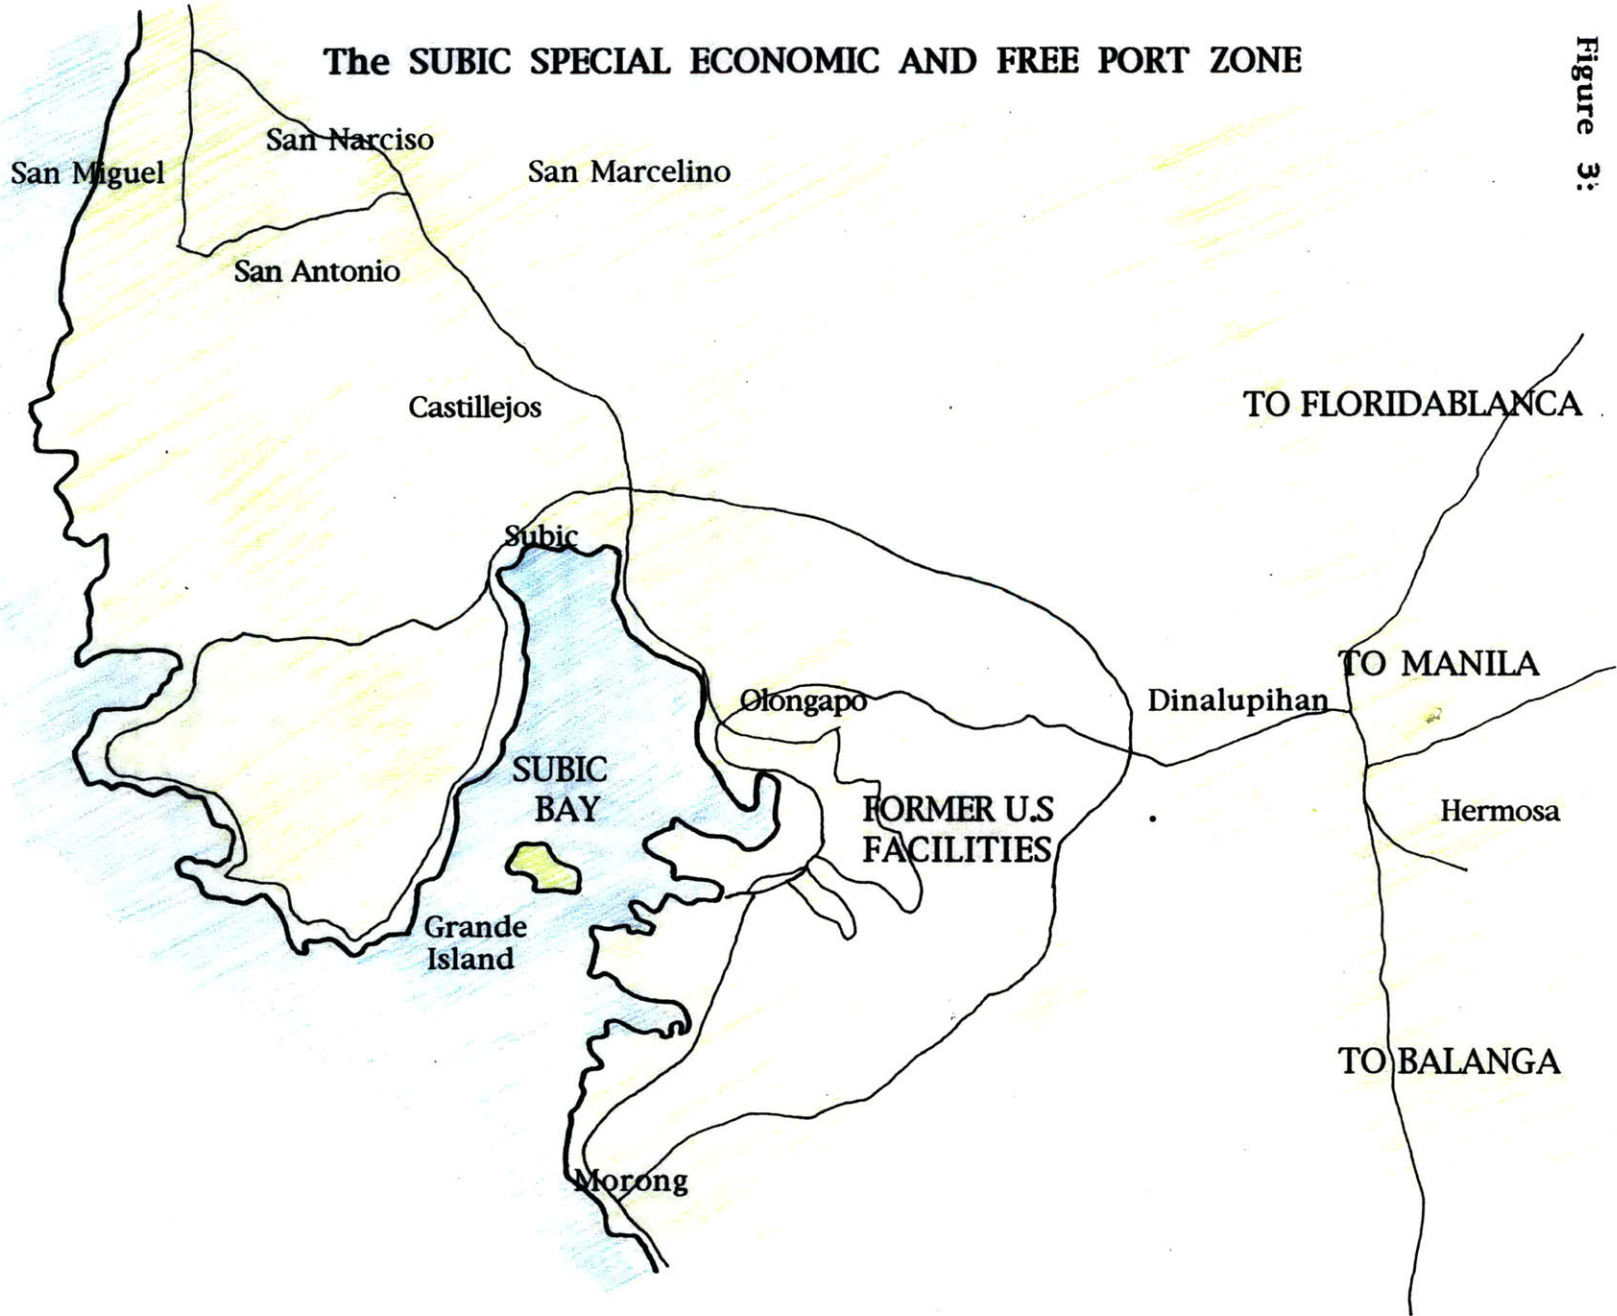 The SUBIC SPECIAL ECONOMIC AND FREE PORT ZONE
Figure 3:
San Narciso
San Miguel
San Marcelino
San Antonio
Castillejos
TO FLORIDABLANCA
Subic
TO MANILA
Olongapo
Dinalupihan
SUBIC
BAY
FORMER U.S
FACILITIES
Hermosa
Grande
Island
TO BALANGA
Morong